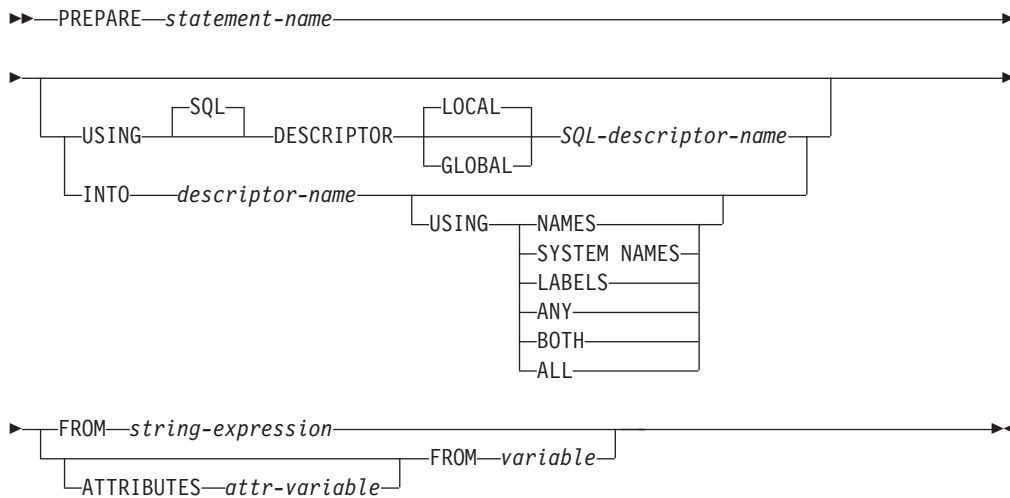 PREPARE statement-name
SQL LOCAL
USING DESCRIPTOR SQL-descriptor-name
GLOBAL
INTO descriptor-name
USING NAMES
SYSTEM NAMES
LABELS
ANY
BOTH
ALL
FROM string-expression
FROM variable
ATTRIBUTES attr-variable